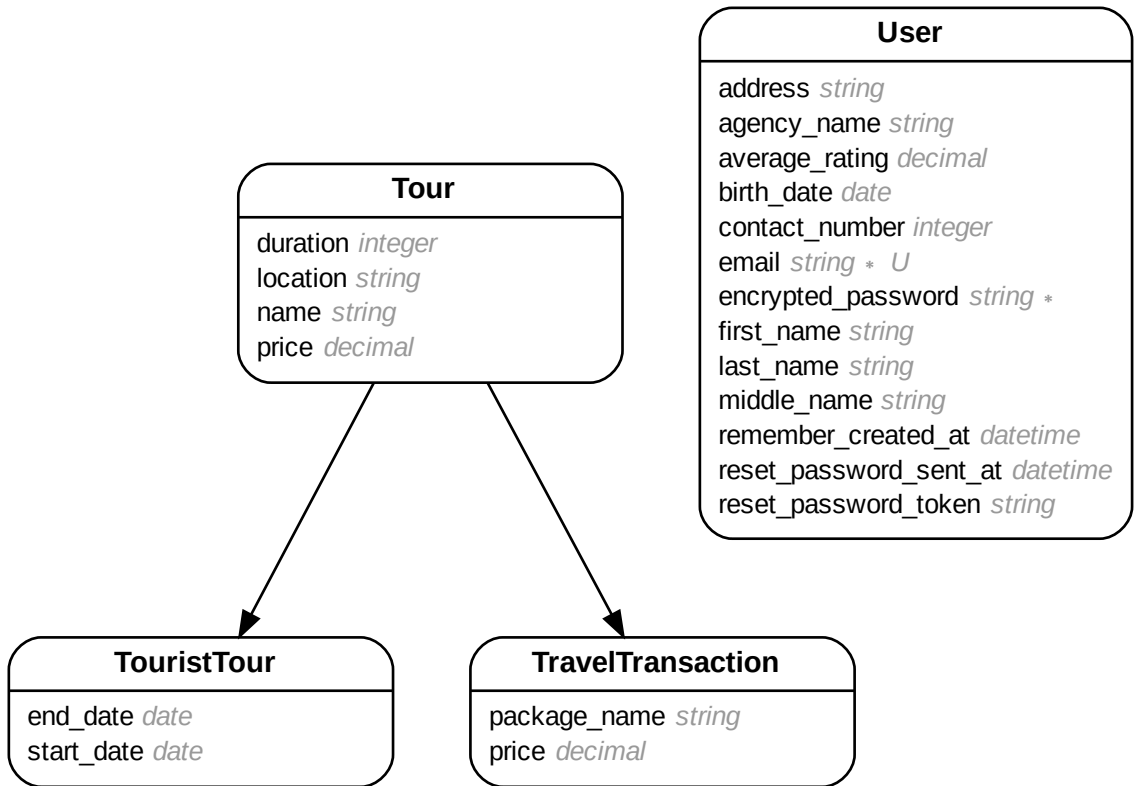 User
address string
agency_name string
average_rating decimal
birth_date date
contact_number integer
email string * U
encrypted_password string *
first_name string
last_name string
middle_name string
remember_created_at datetime
reset_password_sent_at datetime
reset_password_token string
Tour
duration integer
location string
name string
price decimal
TouristTour
end_date date
start_date date
TravelTransaction
package_name string
price decimal